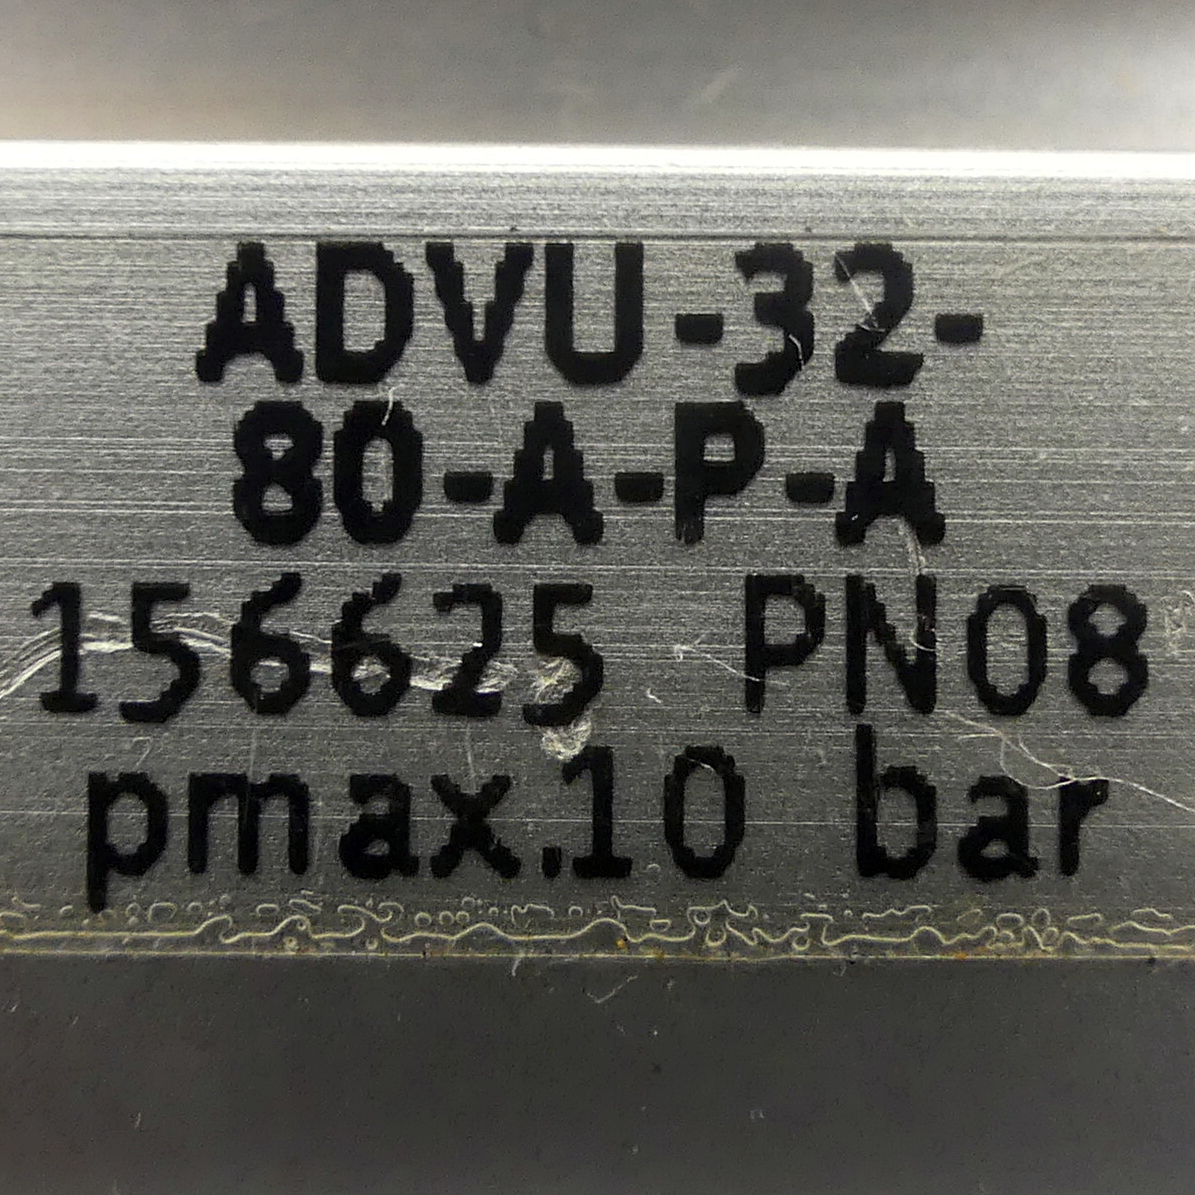 ADVU-32-
80-A-P-A
156625 PN08
pmax.10 bar